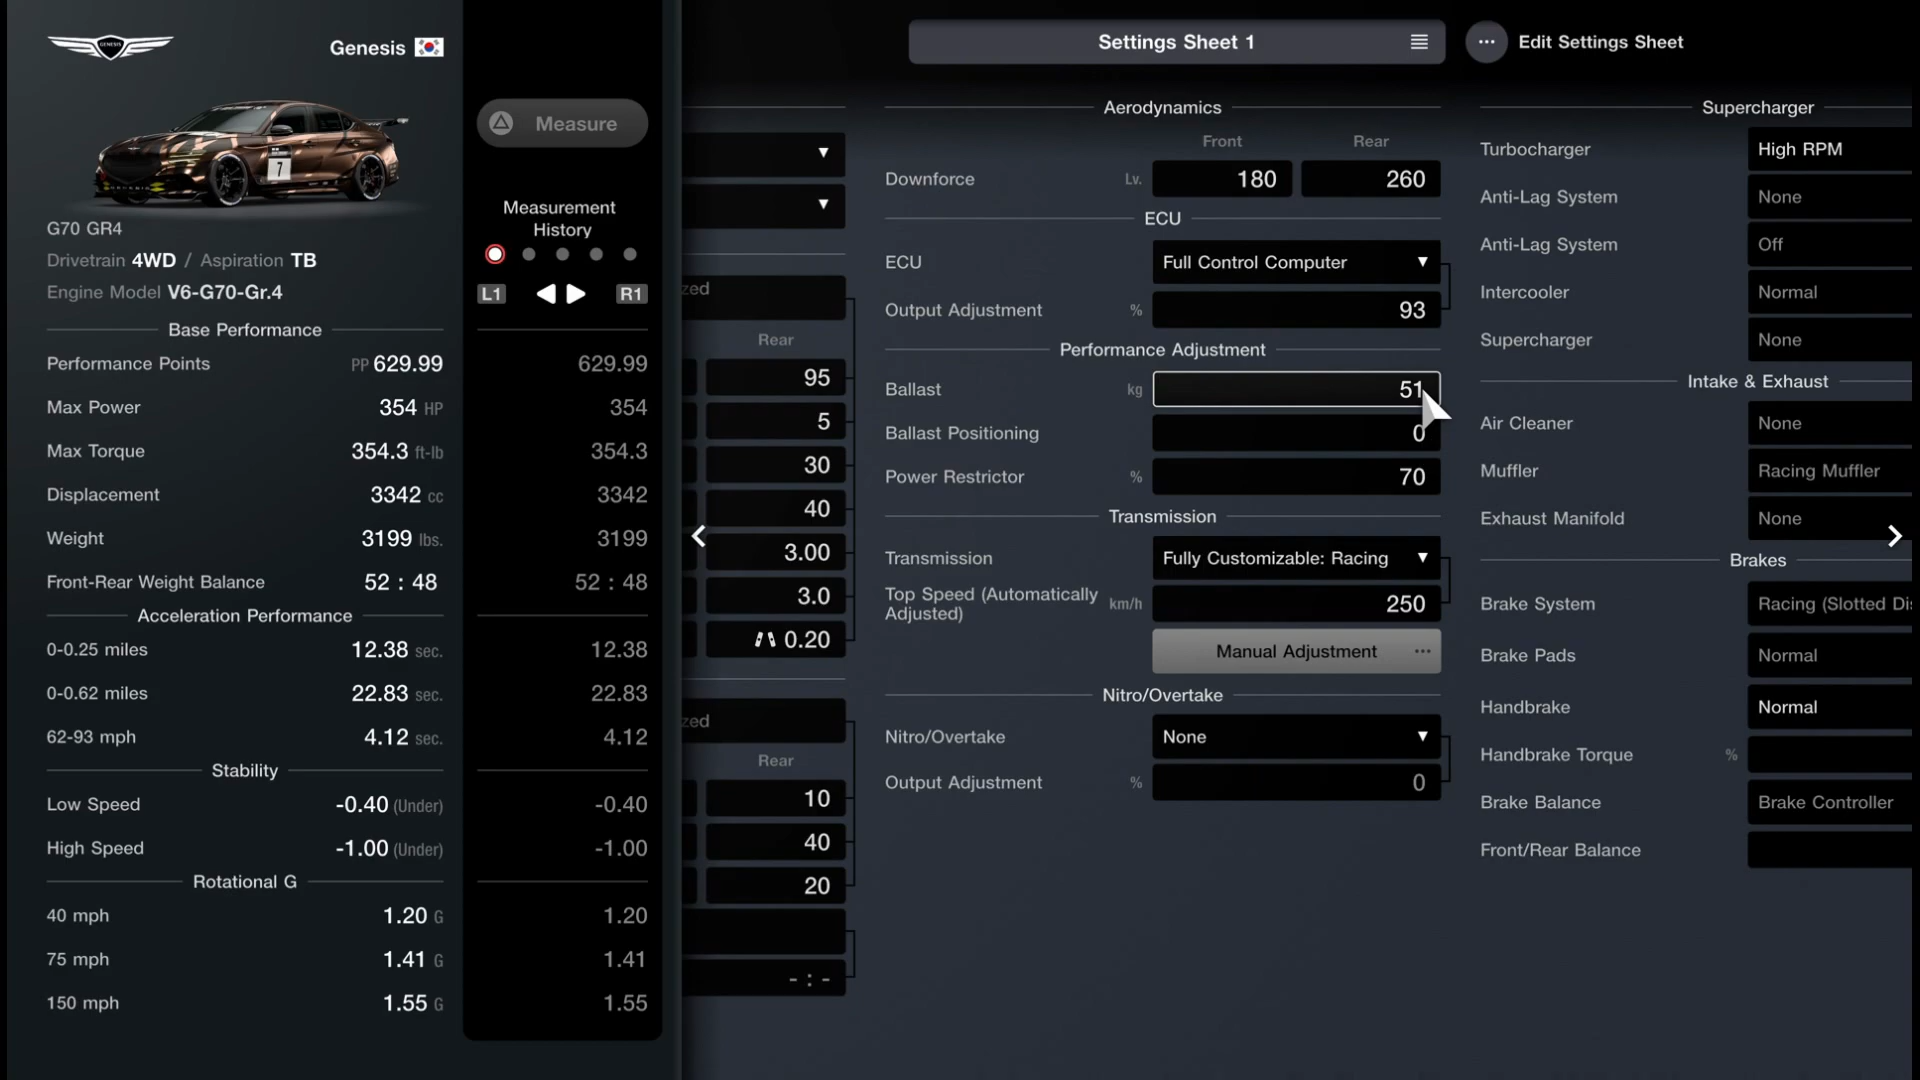 GENESIS
Genesis
7
G70 GR4
Drivetrain 4WD / Aspiration TB
Engine Model V6-G70-Gr.4
Base Performance
Performance Points PP 629.99
Max Power 354 HP
Max Torque 354.3 ft-lb
Displacement 3342 cc
Weight 3199 lbs.
Front-Rear Weight Balance 52 : 48
Acceleration Performance
0-0.25 miles 12.38 sec.
0-0.62 miles 22.83 sec.
62-93 mph 4.12 sec.
Stability
Low Speed -0.40 (Under)
High Speed -1.00 (Under)
Rotational G
40 mph 1.20 G
75 mph 1.41 G
150 mph 1.55 G
Measure
Measurement
History
L1 R1
629.99
354
354.3
3342
3199
52 : 48
12.38
22.83
4.12
-0.40
-1.00
1.20
1.41
1.55
zed
Rear
95
5
30
40
3.00
3.0
0.20
zed
Rear
10
40
20
- : -
Settings Sheet 1
Edit Settings Sheet
Aerodynamics
Front Rear
Downforce Lv. 180 260
ECU
ECU Full Control Computer
Output Adjustment % 93
Performance Adjustment
Ballast kg 51
Ballast Positioning 0
Power Restrictor % 70
Transmission
Transmission Fully Customizable: Racing
Top Speed (Automatically
Adjusted) km/h 250
Manual Adjustment ...
Nitro/Overtake
Nitro/Overtake None
Output Adjustment % 0
Supercharger
Turbocharger High RPM
Anti-Lag System None
Anti-Lag System Off
Intercooler Normal
Supercharger None
Intake & Exhaust
Air Cleaner None
Muffler Racing Muffler
Exhaust Manifold None
Brakes
Brake System Racing (Slotted Di
Brake Pads Normal
Handbrake Normal
Handbrake Torque %
Brake Balance Brake Controller
Front/Rear Balance